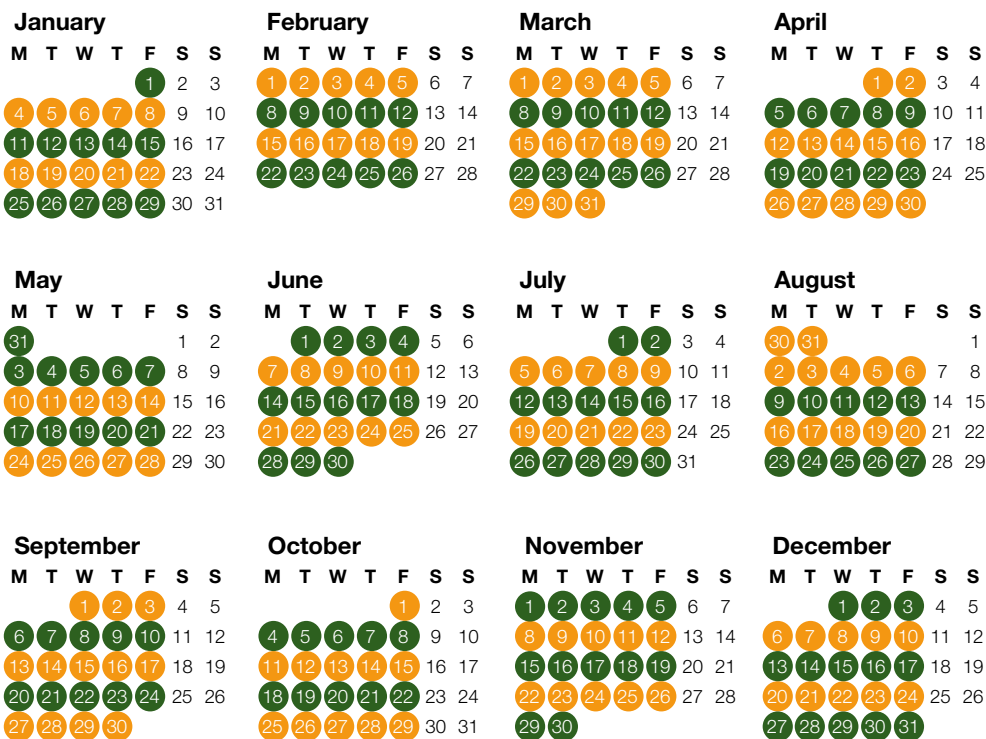 January February March April
M T W T F S S M T W T F S S M T W T F S S M T W T F S S
1 2 3 1 2 3 4 5 6 7 1 2 3 4 5 6 7 1 2 3 4
4 5 6 7 8 9 10 8 9 10 11 12 13 14 8 9 10 11 12 13 14 5 6 7 8 9 10 11
11 12 13 14 15 16 17 15 16 17 18 19 20 21 15 16 17 18 19 20 21 12 13 14 15 16 17 18
18 19 20 21 22 23 24 22 23 24 25 26 27 28 22 23 24 25 26 27 28 19 20 21 22 23 24 25
25 26 27 28 29 30 31 29 30 31 26 27 28 29 30
May June July August
M T W T F S S M T W T F S S M T W T F S S M T W T F S S
31 1 2 1 2 3 4 5 6 1 2 3 4 30 31 1
3 4 5 6 7 8 9 7 8 9 10 11 12 13 5 6 7 8 9 10 11 2 3 4 5 6 7 8
10 11 12 13 14 15 16 14 15 16 17 18 19 20 12 13 14 15 16 17 18 9 10 11 12 13 14 15
17 18 19 20 21 22 23 21 22 23 24 25 26 27 19 20 21 22 23 24 25 16 17 18 19 20 21 22
24 25 26 27 28 29 30 28 29 30 26 27 28 29 30 31 23 24 25 26 27 28 29
September October November December
M T W T F S S M T W T F S S M T W T F S S M T W T F S S
1 2 3 4 5 1 2 3 1 2 3 4 5 6 7 1 2 3 4 5
6 7 8 9 10 11 12 4 5 6 7 8 9 10 8 9 10 11 12 13 14 6 7 8 9 10 11 12
13 14 15 16 17 18 19 11 12 13 14 15 16 17 15 16 17 18 19 20 21 13 14 15 16 17 18 19
20 21 22 23 24 25 26 18 19 20 21 22 23 24 22 23 24 25 26 27 28 20 21 22 23 24 25 26
27 28 29 30 25 26 27 28 29 30 31 29 30 27 28 29 30 31